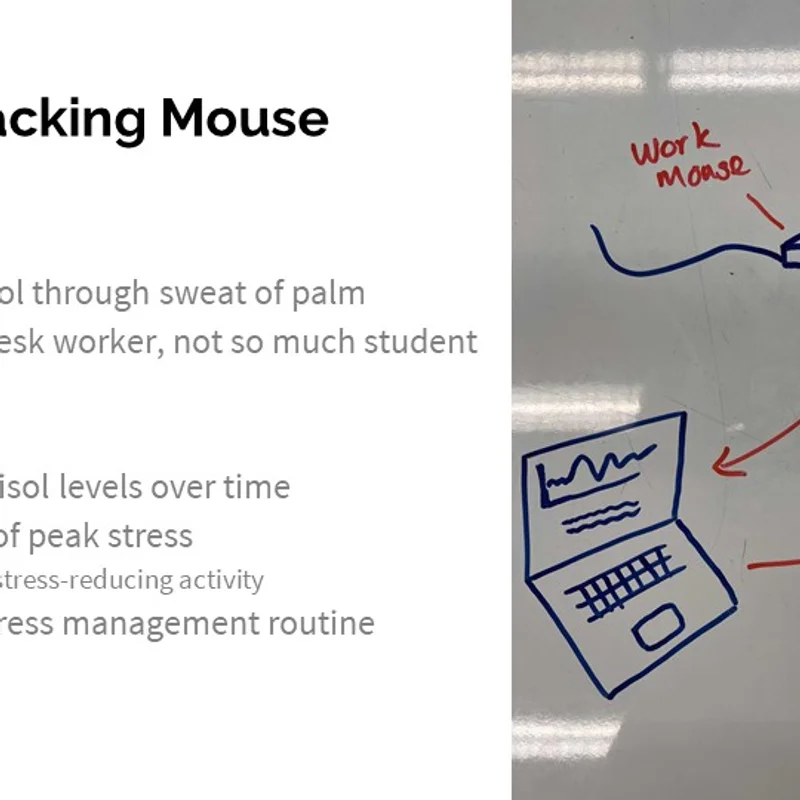 acking Mouse
ol through sweat of palm
esk worker, not so much student
isol levels over time
of peak stress
stress-reducing activity
ress management routine
Work
Mouse